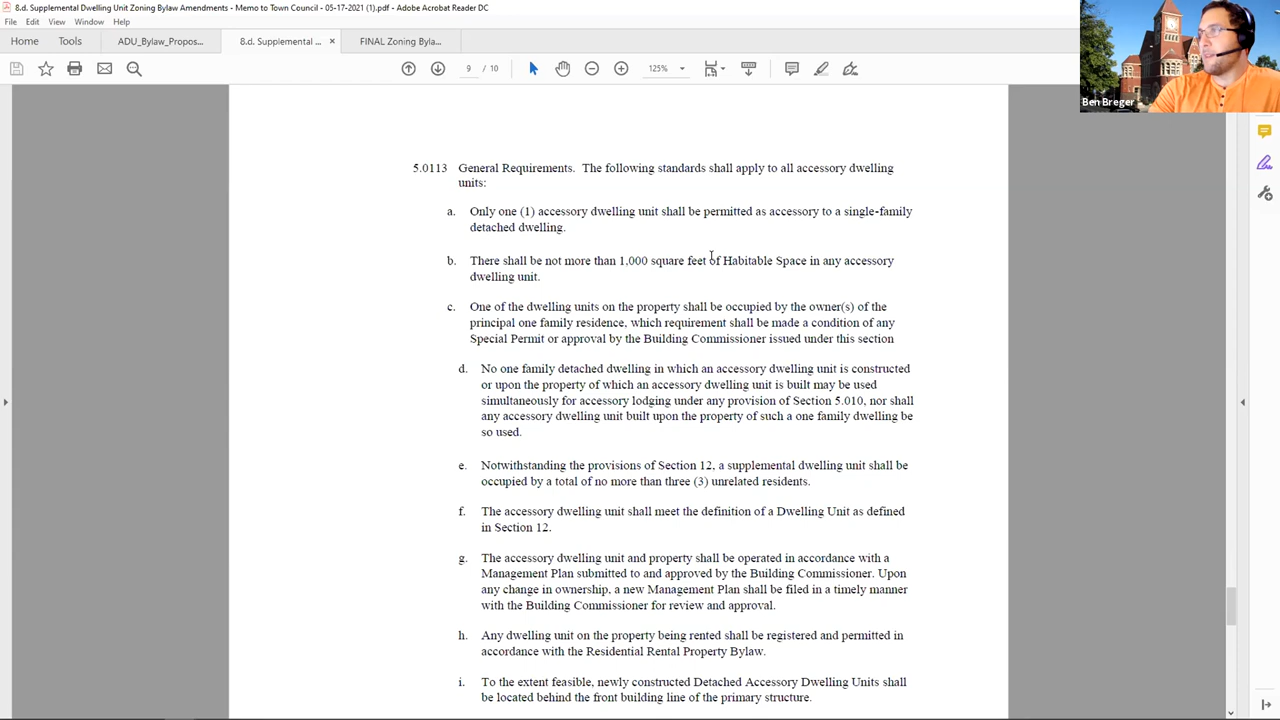 8.d. Supplemental Dwelling Unit Zoning Bylaw Amendments - Memo to Town Council - 05-17-2021 (1).pdf - Adobe Acrobat Reader DC
File Edit View Window Help
Home Tools ADU_Bylaw_Propos... 8.d. Supplemental ... × FINAL Zoning Byla...
9 / 10 125%
Ben Breger
5.0113 General Requirements. The following standards shall apply to all accessory dwelling
units:
a. Only one (1) accessory dwelling unit shall be permitted as accessory to a single-family
detached dwelling.
b. There shall be not more than 1,000 square feet of Habitable Space in any accessory
dwelling unit.
c. One of the dwelling units on the property shall be occupied by the owner(s) of the
principal one family residence, which requirement shall be made a condition of any
Special Permit or approval by the Building Commissioner issued under this section
d. No one family detached dwelling in which an accessory dwelling unit is constructed
or upon the property of which an accessory dwelling unit is built may be used
simultaneously for accessory lodging under any provision of Section 5.010, nor shall
any accessory dwelling unit built upon the property of such a one family dwelling be
so used.
e. Notwithstanding the provisions of Section 12, a supplemental dwelling unit shall be
occupied by a total of no more than three (3) unrelated residents.
f. The accessory dwelling unit shall meet the definition of a Dwelling Unit as defined
in Section 12.
g. The accessory dwelling unit and property shall be operated in accordance with a
Management Plan submitted to and approved by the Building Commissioner. Upon
any change in ownership, a new Management Plan shall be filed in a timely manner
with the Building Commissioner for review and approval.
h. Any dwelling unit on the property being rented shall be registered and permitted in
accordance with the Residential Rental Property Bylaw.
i. To the extent feasible, newly constructed Detached Accessory Dwelling Units shall
be located behind the front building line of the primary structure.